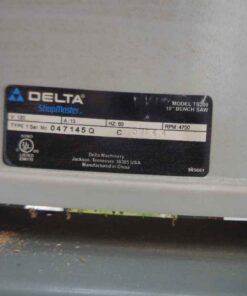 DELTA
ShopMaster
MODEL TS200
10" BENCH SAW
V: 120 A: 13 HZ: 60 RPM: 4700
TYPE 1 Ser No. 047145Q C
Delta Machinery
Jackson, Tennessee 38305 USA
Manufactured in China